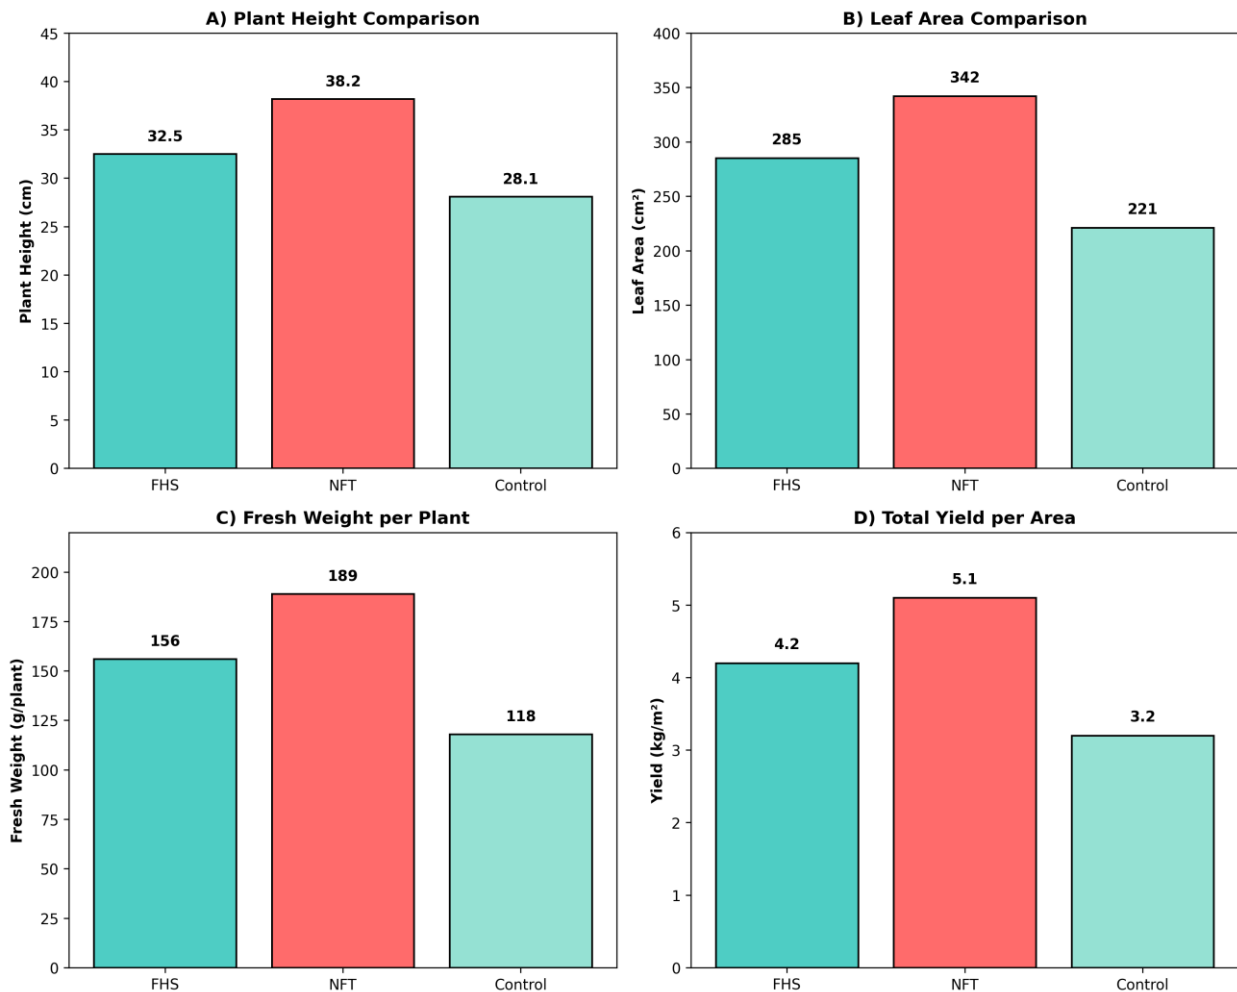 A) Plant Height Comparison
45
40
35
30
25
20
15
10
5
0
Plant Height (cm)
32.5
38.2
28.1
FHS
NFT
Control
B) Leaf Area Comparison
400
350
300
250
200
150
100
50
0
Leaf Area (cm²)
285
342
221
FHS
NFT
Control
C) Fresh Weight per Plant
200
175
150
125
100
75
50
25
0
Fresh Weight (g/plant)
156
189
118
FHS
NFT
Control
D) Total Yield per Area
6
5
4
3
2
1
0
Yield (kg/m²)
4.2
5.1
3.2
FHS
NFT
Control